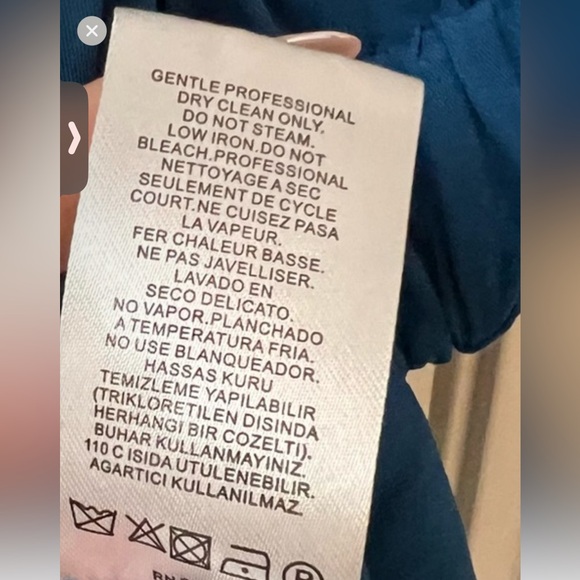 GENTLE PROFESSIONAL
DRY CLEAN ONLY.
DO NOT STEAM.
LOW IRON.DO NOT
BLEACH.PROFESSIONAL
NETTOYAGE A SEC
SEULEMENT DE CYCLE
COURT.NE CUISEZ PASA
LA VAPEUR.
FER CHALEUR BASSE.
NE PAS JAVELLISER.
LAVADO EN
SECO DELICATO.
NO VAPOR.PLANCHADO
A TEMPERATURA FRIA.
NO USE BLANQUEADOR.
HASSAS KURU
TEMIZLEME YAPILABILIR
(TRIKLORETILEN DISINDA
HERHANGI BIR COZELTI).
BUHAR KULLANMAYINIZ.
110 C ISIDA UTULENEBILIR.
AGARTICI KULLANILMAZ.
P
RN